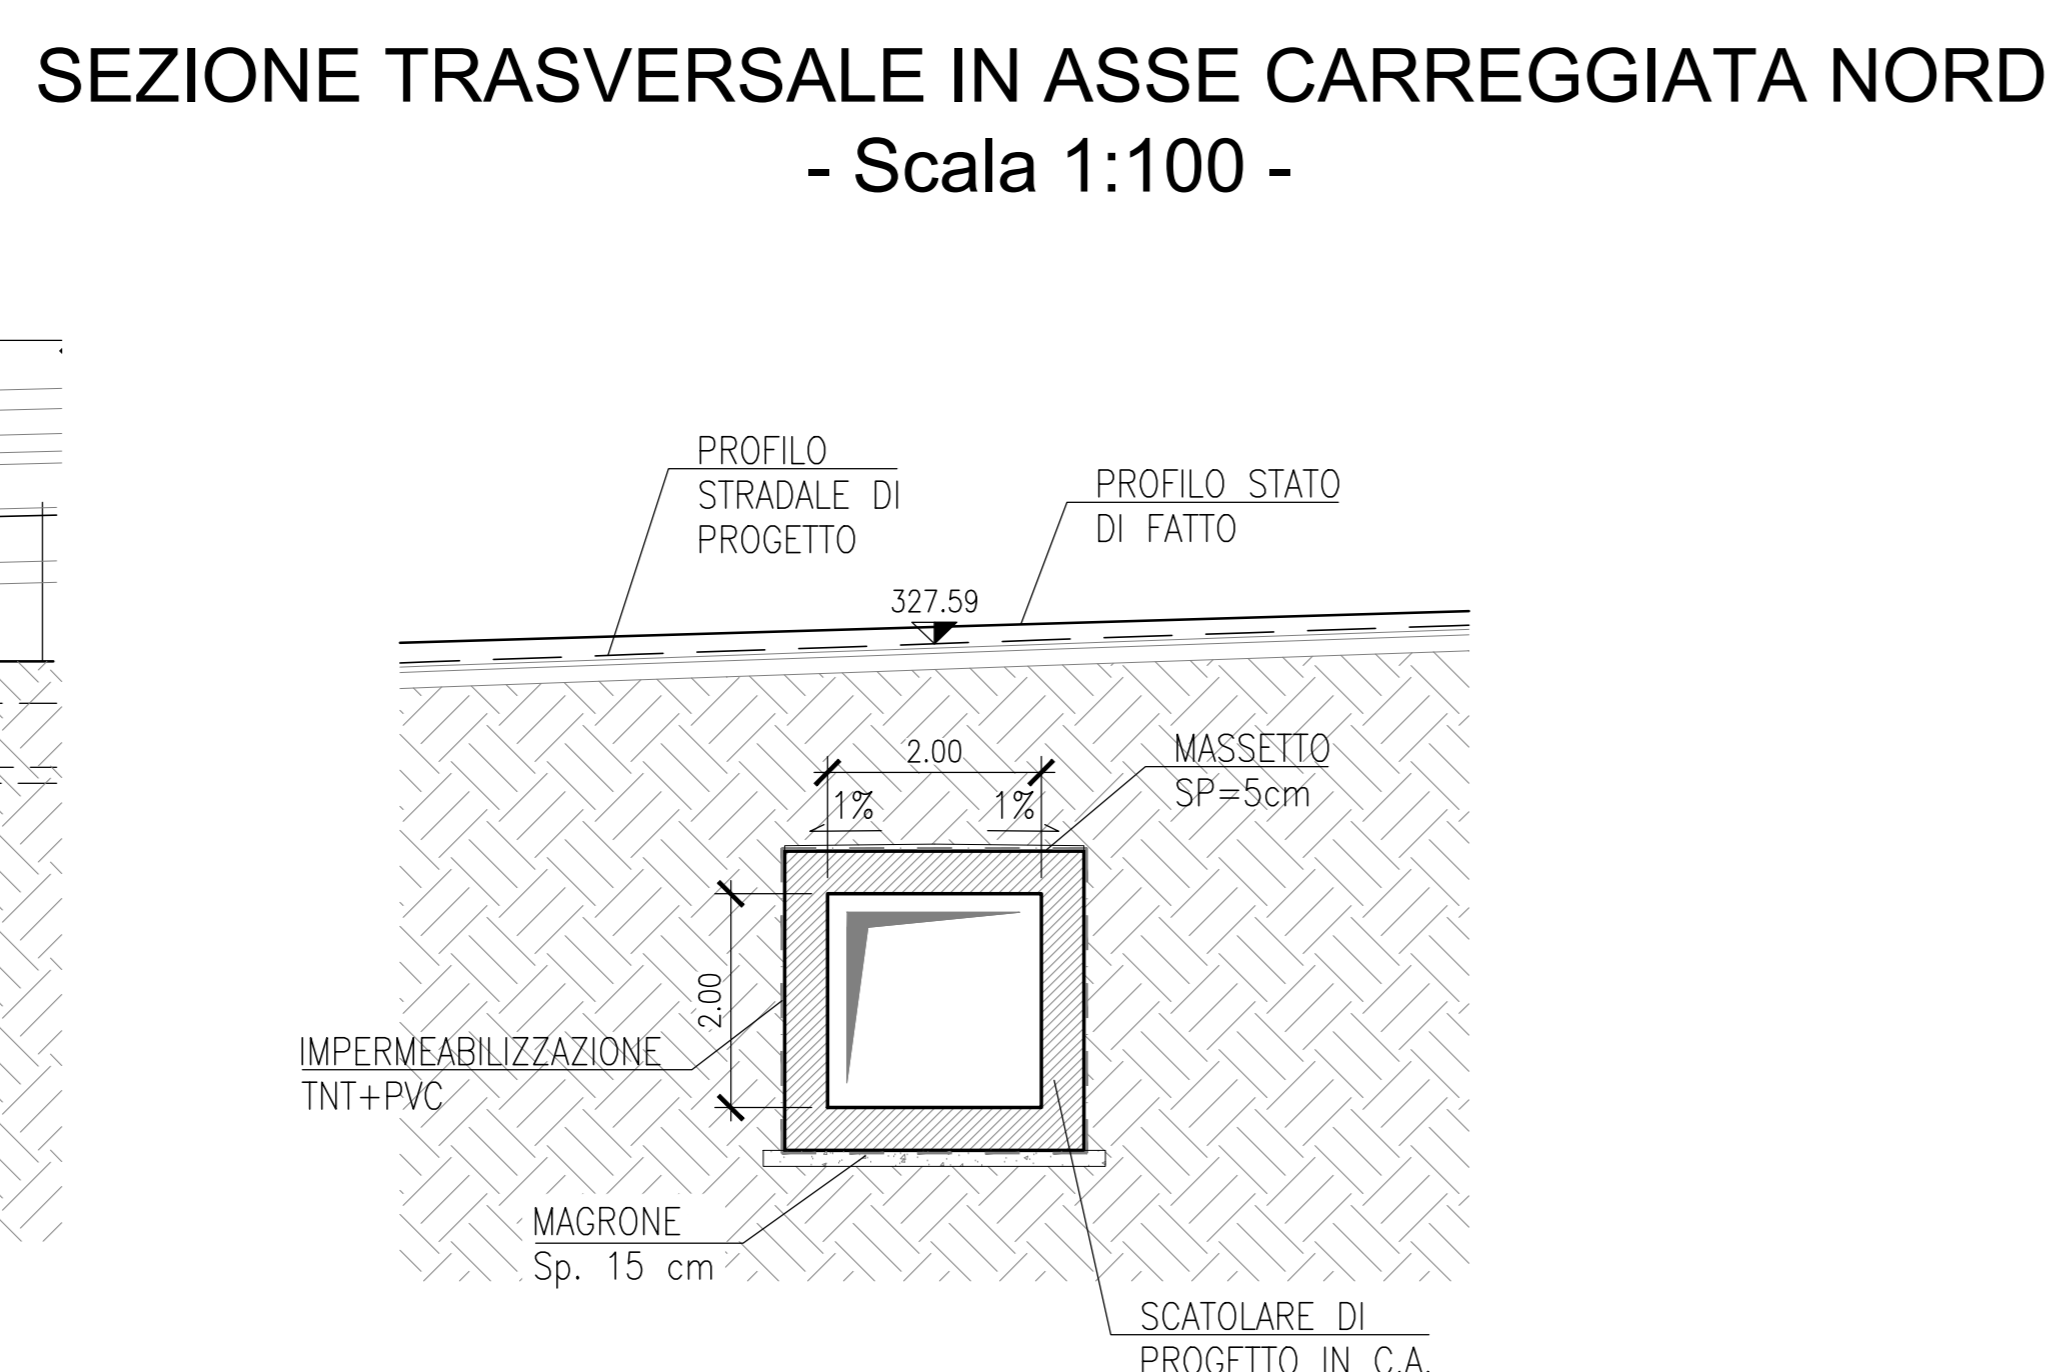 SEZIONE TRASVERSALE IN ASSE CARREGGIATA NORD
- Scala 1:100 -
PROFILO
STRADALE DI
PROGETTO
PROFILO STATO
DI FATTO
327.59
2.00
MASSETTO
SP=5cm
1%
1%
2.00
IMPERMEABILIZZAZIONE
TNT+PVC
MAGRONE
Sp. 15 cm
SCATOLARE DI
PROGETTO IN C.A.